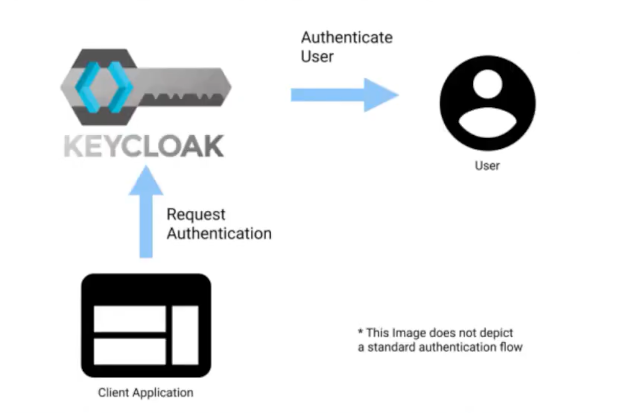 Authenticate
User
KEYCLOAK
User
Request
Authentication
* This Image does not depict
a standard authentication flow
Client Application